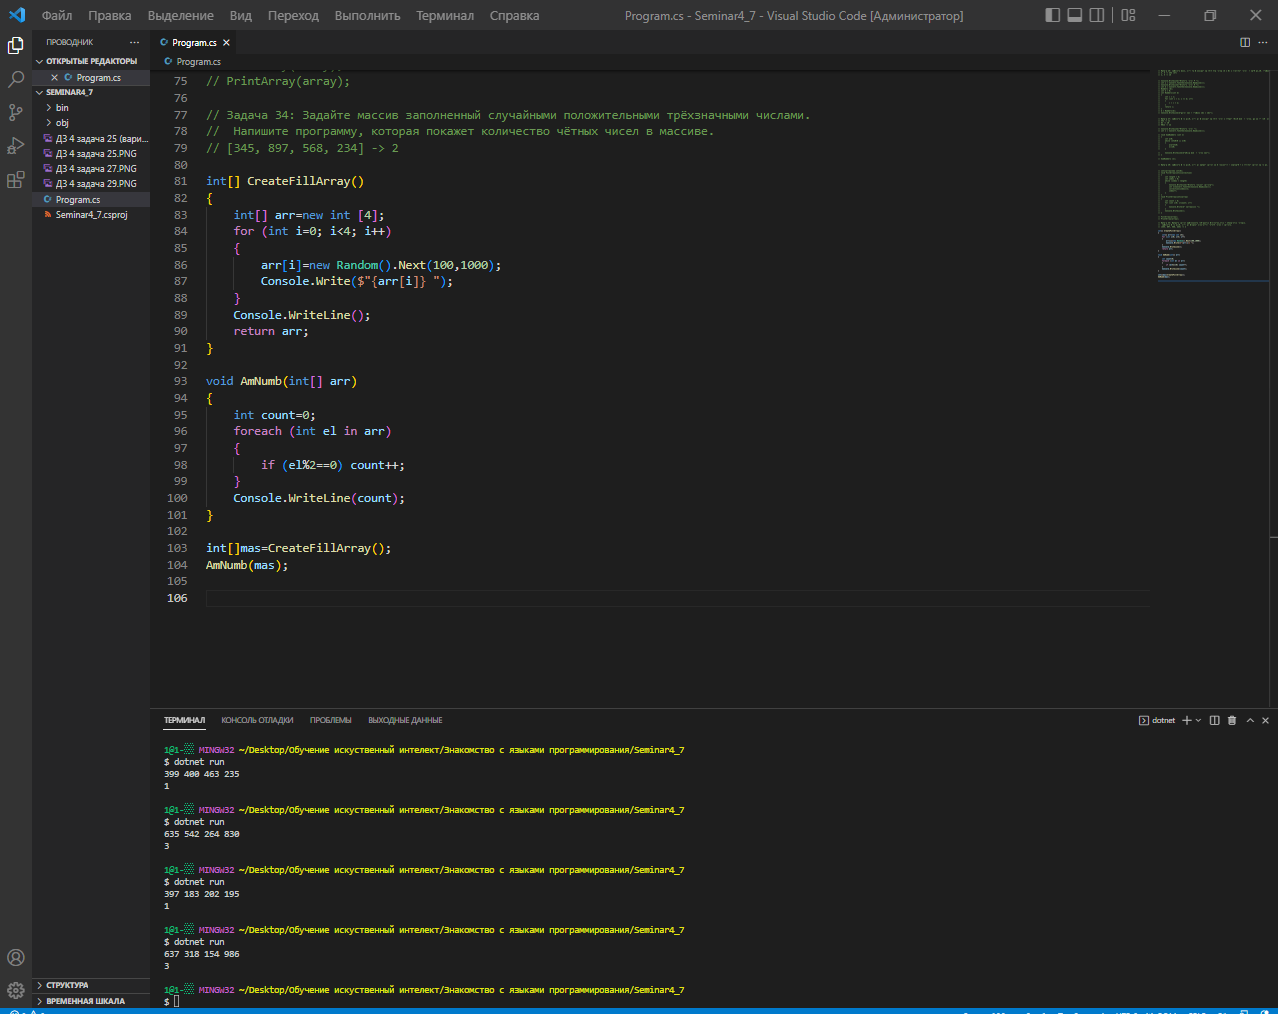 Файл Правка Выделение Вид Переход Выполнить Терминал Справка Program.cs - Seminar4_7 - Visual Studio Code [Администратор]
ПРОВОДНИК
ОТКРЫТЫЕ РЕДАКТОРЫ
Program.cs
SEMINAR4_7
bin
obj
ДЗ 4 задача 25 (вари...
ДЗ 4 задача 25.PNG
ДЗ 4 задача 27.PNG
ДЗ 4 задача 29.PNG
Program.cs
Seminar4_7.csproj
СТРУКТУРА
ВРЕМЕННАЯ ШКАЛА
Program.cs
Program.cs
75 // PrintArray(array);
76
77 // Задача 34: Задайте массив заполненный случайными положительными трёхзначными числами.
78 //  Напишите программу, которая покажет количество чётных чисел в массиве.
79 // [345, 897, 568, 234] -> 2
80
81 int[] CreateFillArray()
82 {
83     int[] arr=new int [4];
84     for (int i=0; i<4; i++)
85     {
86         arr[i]=new Random().Next(100,1000);
87         Console.Write($"{arr[i]} ");
88     }
89     Console.WriteLine();
90     return arr;
91 }
92
93 void AmNumb(int[] arr)
94 {
95     int count=0;
96     foreach (int el in arr)
97     {
98         if (el%2==0) count++;
99     }
100     Console.WriteLine(count);
101 }
102
103 int[]mas=CreateFillArray();
104 AmNumb(mas);
105
106
ТЕРМИНАЛ КОНСОЛЬ ОТЛАДКИ ПРОБЛЕМЫ ВЫХОДНЫЕ ДАННЫЕ dotnet
1@1- MINGW32 ~/Desktop/Обучение искуственный интелект/Знакомство с языками программирования/Seminar4_7
$ dotnet run
399 400 463 235
1
1@1- MINGW32 ~/Desktop/Обучение искуственный интелект/Знакомство с языками программирования/Seminar4_7
$ dotnet run
635 542 264 830
3
1@1- MINGW32 ~/Desktop/Обучение искуственный интелект/Знакомство с языками программирования/Seminar4_7
$ dotnet run
397 183 202 195
1
1@1- MINGW32 ~/Desktop/Обучение искуственный интелект/Знакомство с языками программирования/Seminar4_7
$ dotnet run
637 318 154 986
3
1@1- MINGW32 ~/Desktop/Обучение искуственный интелект/Знакомство с языками программирования/Seminar4_7
$